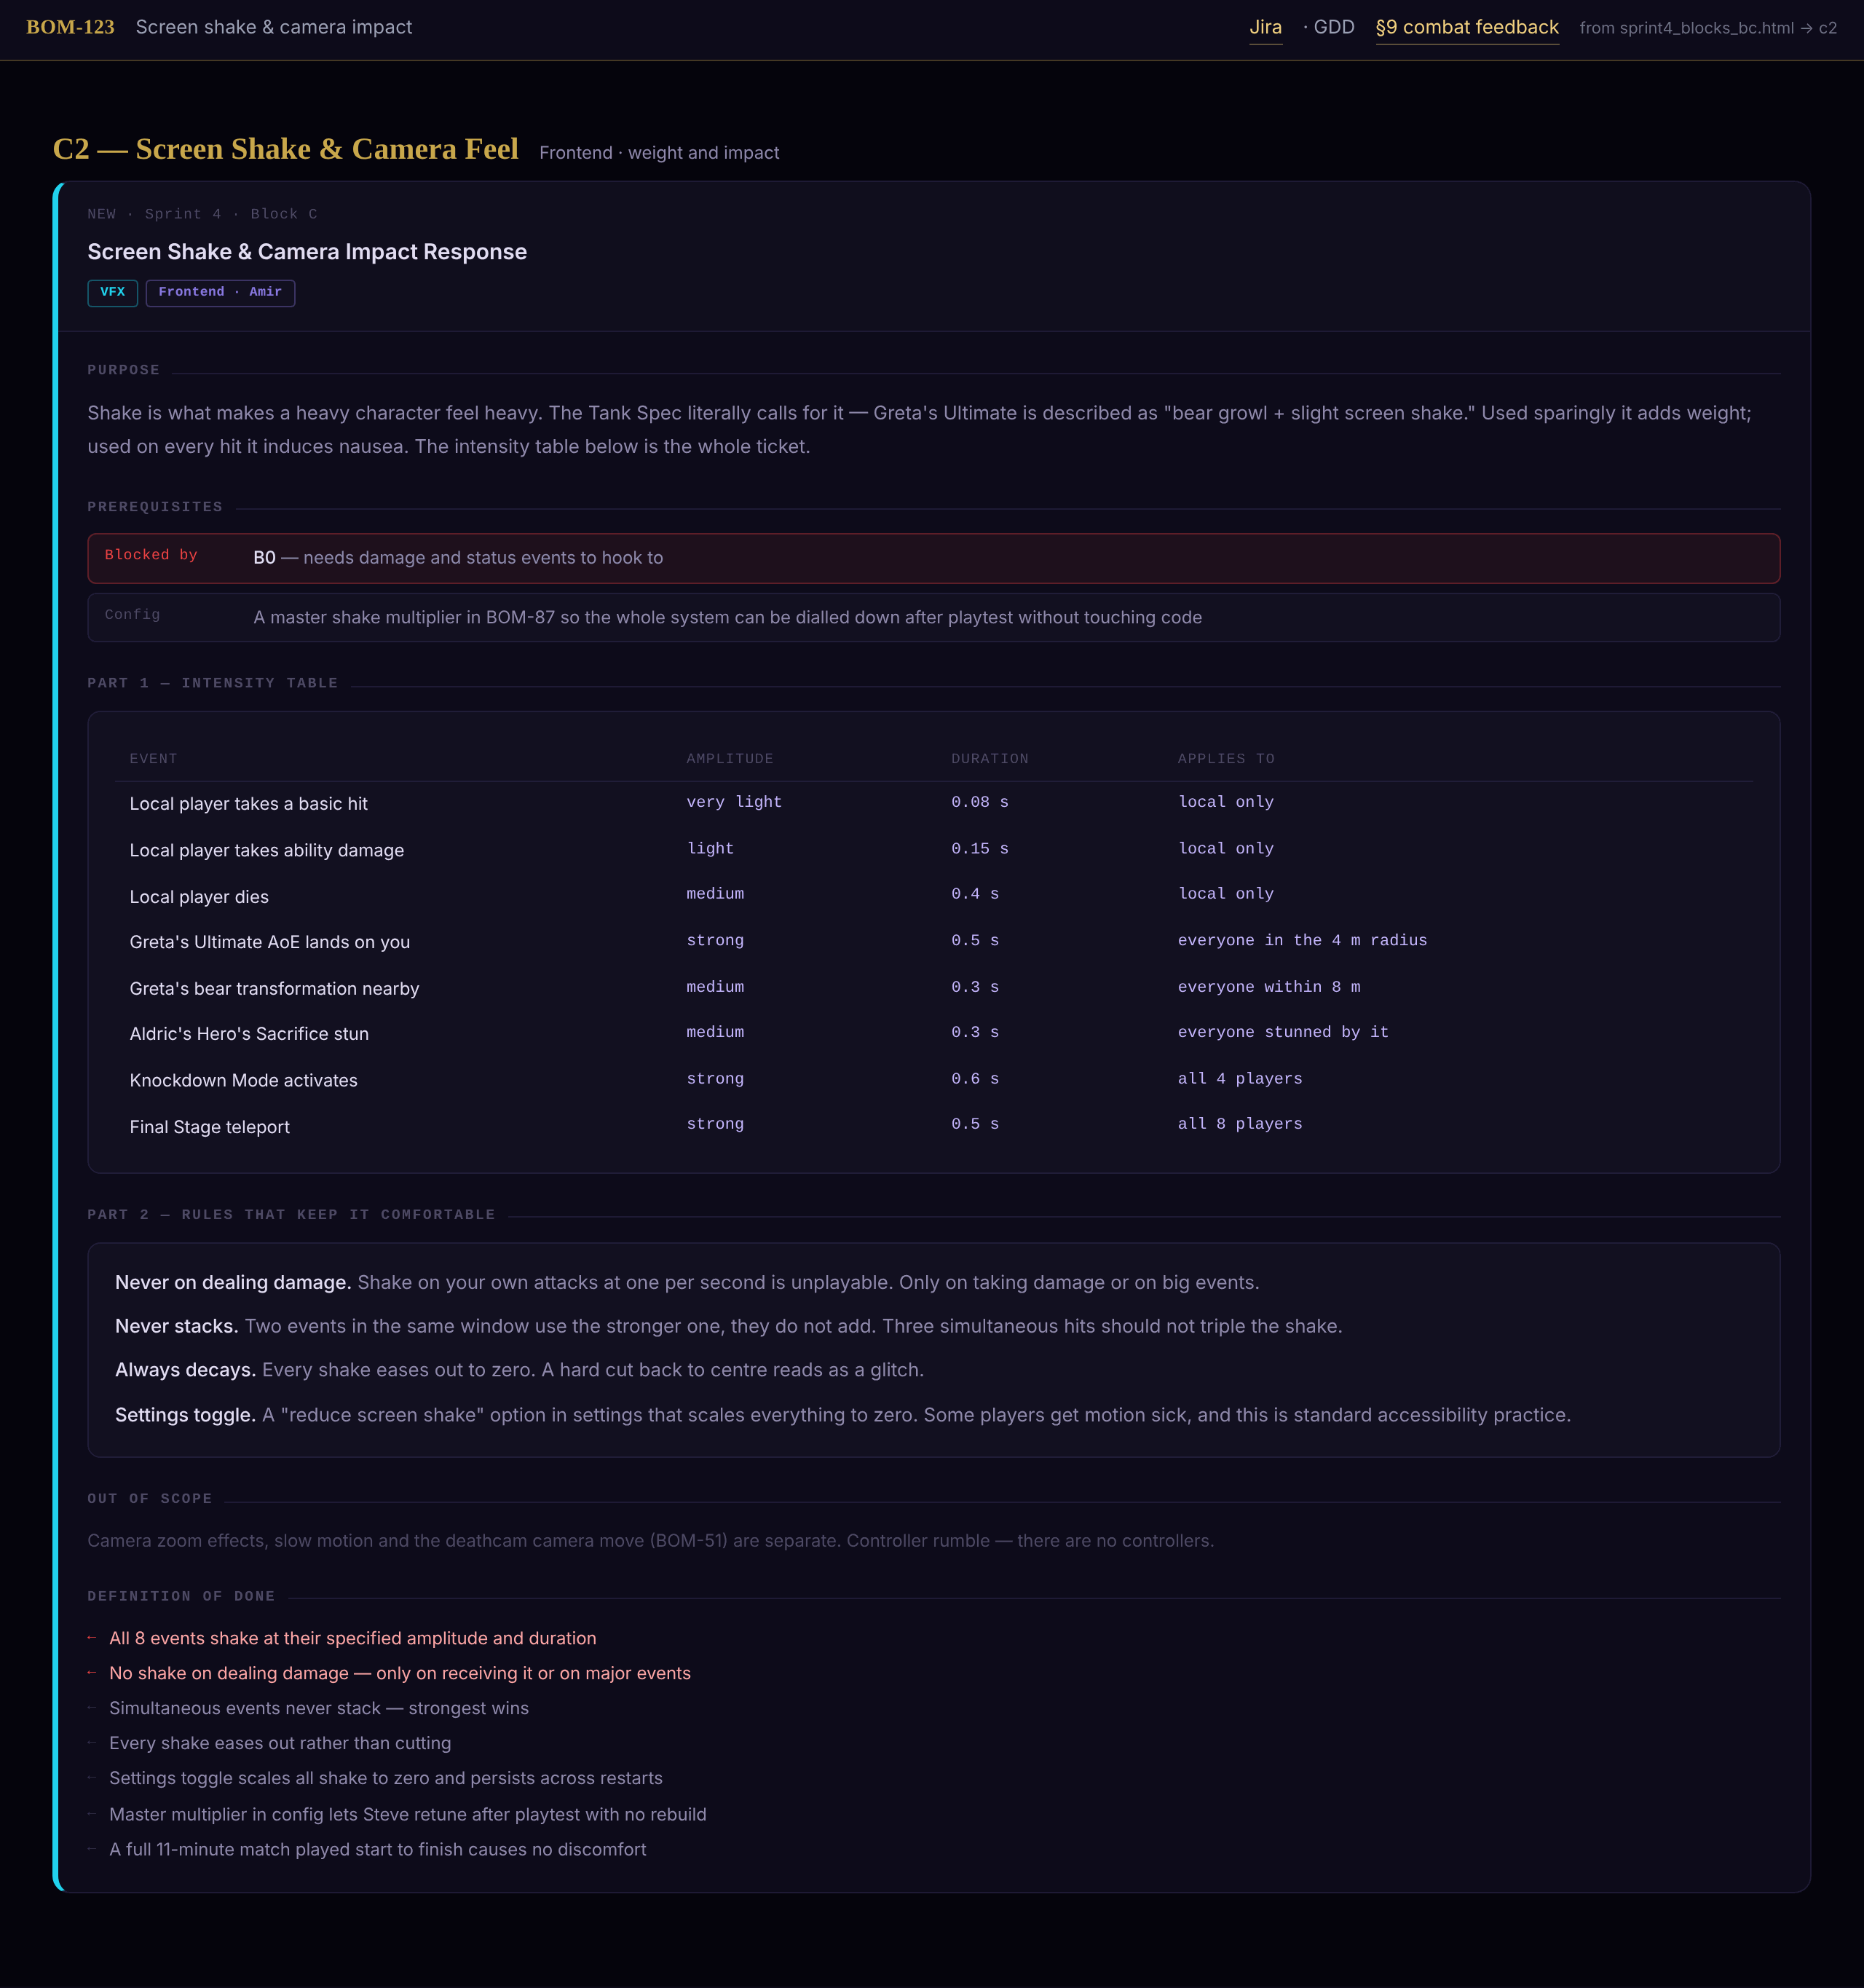 BOM-123 Screen shake & camera impact Jira · GDD §9 combat feedback from sprint4_blocks_bc.html → c2
C2 — Screen Shake & Camera Feel Frontend · weight and impact
NEW · Sprint 4 · Block C
Screen Shake & Camera Impact Response
VFX Frontend · Amir
PURPOSE
Shake is what makes a heavy character feel heavy. The Tank Spec literally calls for it — Greta's Ultimate is described as "bear growl + slight screen shake." Used sparingly it adds weight;
used on every hit it induces nausea. The intensity table below is the whole ticket.
PREREQUISITES
Blocked by B0 — needs damage and status events to hook to
Config A master shake multiplier in BOM-87 so the whole system can be dialled down after playtest without touching code
PART 1 — INTENSITY TABLE
EVENT AMPLITUDE DURATION APPLIES TO
Local player takes a basic hit very light 0.08 s local only
Local player takes ability damage light 0.15 s local only
Local player dies medium 0.4 s local only
Greta's Ultimate AoE lands on you strong 0.5 s everyone in the 4 m radius
Greta's bear transformation nearby medium 0.3 s everyone within 8 m
Aldric's Hero's Sacrifice stun medium 0.3 s everyone stunned by it
Knockdown Mode activates strong 0.6 s all 4 players
Final Stage teleport strong 0.5 s all 8 players
PART 2 — RULES THAT KEEP IT COMFORTABLE
Never on dealing damage. Shake on your own attacks at one per second is unplayable. Only on taking damage or on big events.
Never stacks. Two events in the same window use the stronger one, they do not add. Three simultaneous hits should not triple the shake.
Always decays. Every shake eases out to zero. A hard cut back to centre reads as a glitch.
Settings toggle. A "reduce screen shake" option in settings that scales everything to zero. Some players get motion sick, and this is standard accessibility practice.
OUT OF SCOPE
Camera zoom effects, slow motion and the deathcam camera move (BOM-51) are separate. Controller rumble — there are no controllers.
DEFINITION OF DONE
← All 8 events shake at their specified amplitude and duration
← No shake on dealing damage — only on receiving it or on major events
← Simultaneous events never stack — strongest wins
← Every shake eases out rather than cutting
← Settings toggle scales all shake to zero and persists across restarts
← Master multiplier in config lets Steve retune after playtest with no rebuild
← A full 11-minute match played start to finish causes no discomfort